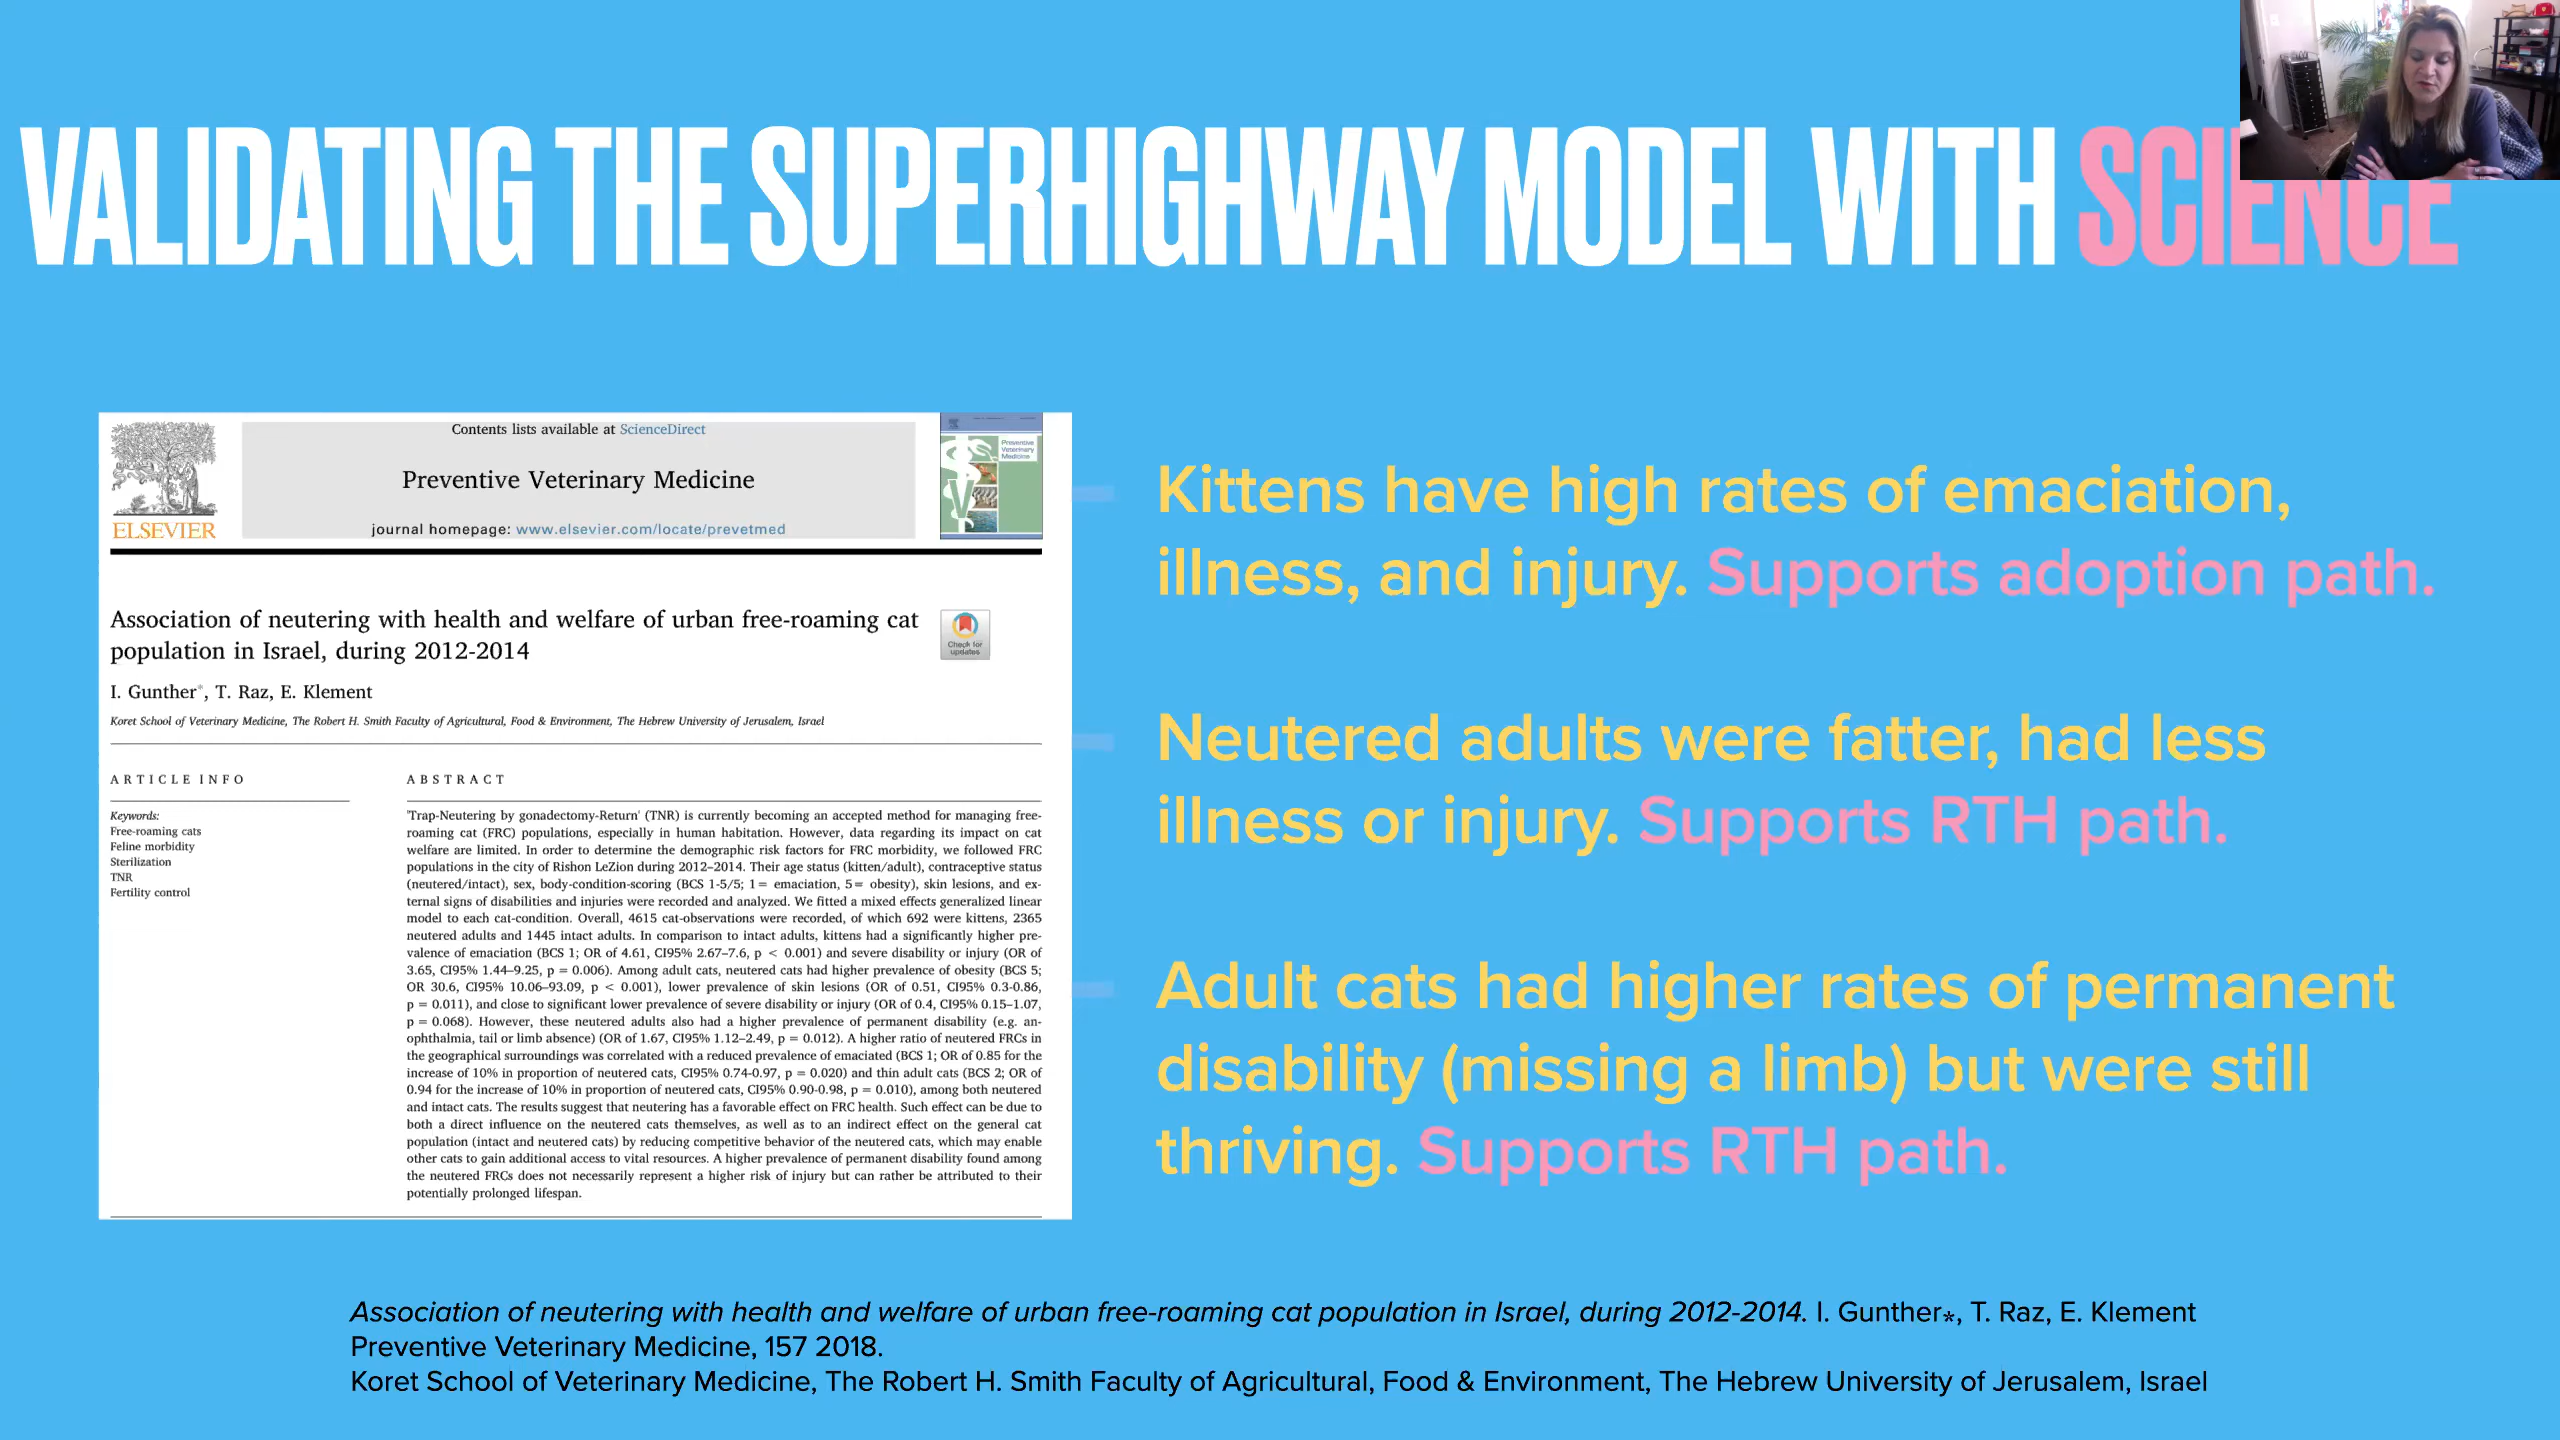 VALIDATING THE SUPERHIGHWAY MODEL WITH SCIENCE
Contents lists available at ScienceDirect
Preventive Veterinary Medicine
journal homepage: www.elsevier.com/locate/prevetmed
ELSEVIER
Preventive
Veterinary
Medicine
Association of neutering with health and welfare of urban free-roaming cat
population in Israel, during 2012-2014
Check for
updates
I. Gunther*, T. Raz, E. Klement
Koret School of Veterinary Medicine, The Robert H. Smith Faculty of Agricultural, Food & Environment, The Hebrew University of Jerusalem, Israel
ARTICLE INFO
Keywords:
Free-roaming cats
Feline morbidity
Sterilization
TNR
Fertility control
ABSTRACT
'Trap-Neutering by gonadectomy-Return' (TNR) is currently becoming an accepted method for managing free-
roaming cat (FRC) populations, especially in human habitation. However, data regarding its impact on cat
welfare are limited. In order to determine the demographic risk factors for FRC morbidity, we followed FRC
populations in the city of Rishon LeZion during 2012–2014. Their age status (kitten/adult), contraceptive status
(neutered/intact), sex, body-condition-scoring (BCS 1-5/5; 1= emaciation, 5= obesity), skin lesions, and ex-
ternal signs of disabilities and injuries were recorded and analyzed. We fitted a mixed effects generalized linear
model to each cat-condition. Overall, 4615 cat-observations were recorded, of which 692 were kittens, 2365
neutered adults and 1445 intact adults. In comparison to intact adults, kittens had a significantly higher pre-
valence of emaciation (BCS 1; OR of 4.61, CI95% 2.67–7.6, p < 0.001) and severe disability or injury (OR of
3.65, CI95% 1.44–9.25, p = 0.006). Among adult cats, neutered cats had higher prevalence of obesity (BCS 5;
OR 30.6, CI95% 10.06–93.09, p < 0.001), lower prevalence of skin lesions (OR of 0.51, CI95% 0.3-0.86,
p = 0.011), and close to significant lower prevalence of severe disability or injury (OR of 0.4, CI95% 0.15–1.07,
p = 0.068). However, these neutered adults also had a higher prevalence of permanent disability (e.g. an-
ophthalmia, tail or limb absence) (OR of 1.67, CI95% 1.12–2.49, p = 0.012). A higher ratio of neutered FRCs in
the geographical surroundings was correlated with a reduced prevalence of emaciated (BCS 1; OR of 0.85 for the
increase of 10% in proportion of neutered cats, CI95% 0.74-0.97, p = 0.020) and thin adult cats (BCS 2; OR of
0.94 for the increase of 10% in proportion of neutered cats, CI95% 0.90-0.98, p = 0.010), among both neutered
and intact cats. The results suggest that neutering has a favorable effect on FRC health. Such effect can be due to
both a direct influence on the neutered cats themselves, as well as to an indirect effect on the general cat
population (intact and neutered cats) by reducing competitive behavior of the neutered cats, which may enable
other cats to gain additional access to vital resources. A higher prevalence of permanent disability found among
the neutered FRCs does not necessarily represent a higher risk of injury but can rather be attributed to their
potentially prolonged lifespan.
Kittens have high rates of emaciation,
illness, and injury. Supports adoption path.
Neutered adults were fatter, had less
illness or injury. Supports RTH path.
Adult cats had higher rates of permanent
disability (missing a limb) but were still
thriving. Supports RTH path.
Association of neutering with health and welfare of urban free-roaming cat population in Israel, during 2012-2014. I. Gunther*, T. Raz, E. Klement
Preventive Veterinary Medicine, 157 2018.
Koret School of Veterinary Medicine, The Robert H. Smith Faculty of Agricultural, Food & Environment, The Hebrew University of Jerusalem, Israel